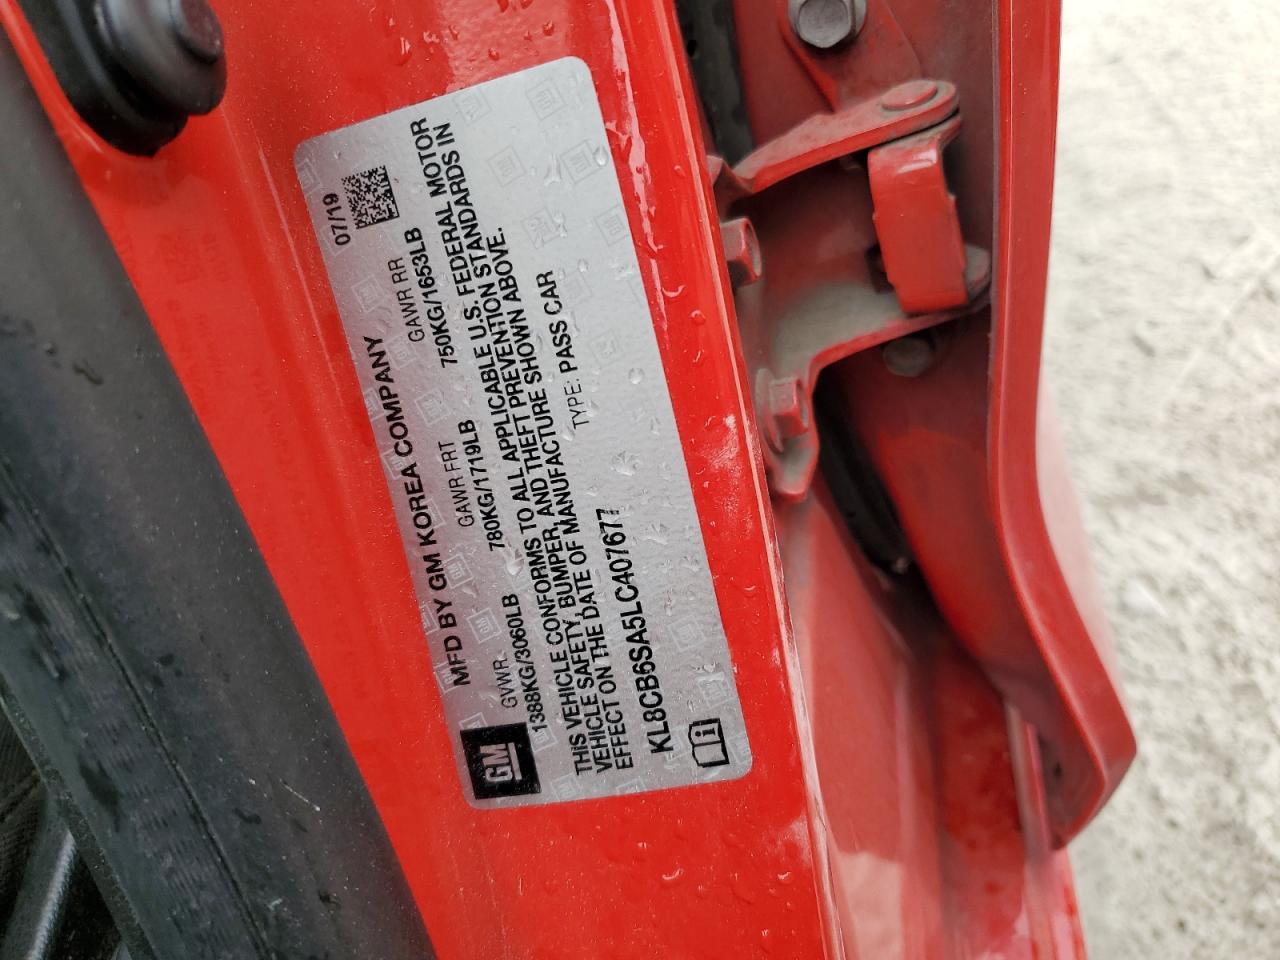 MFD BY GM KOREA COMPANY 07/19
GVWR GAWR FRT GAWR RR
1388KG/3060LB 780KG/1719LB 750KG/1653LB
THIS VEHICLE CONFORMS TO ALL APPLICABLE U.S. FEDERAL MOTOR
VEHICLE SAFETY, BUMPER, AND THEFT PREVENTION STANDARDS IN
EFFECT ON THE DATE OF MANUFACTURE SHOWN ABOVE.
KL8CB6SA5LC407677 TYPE: PASS CAR
GM